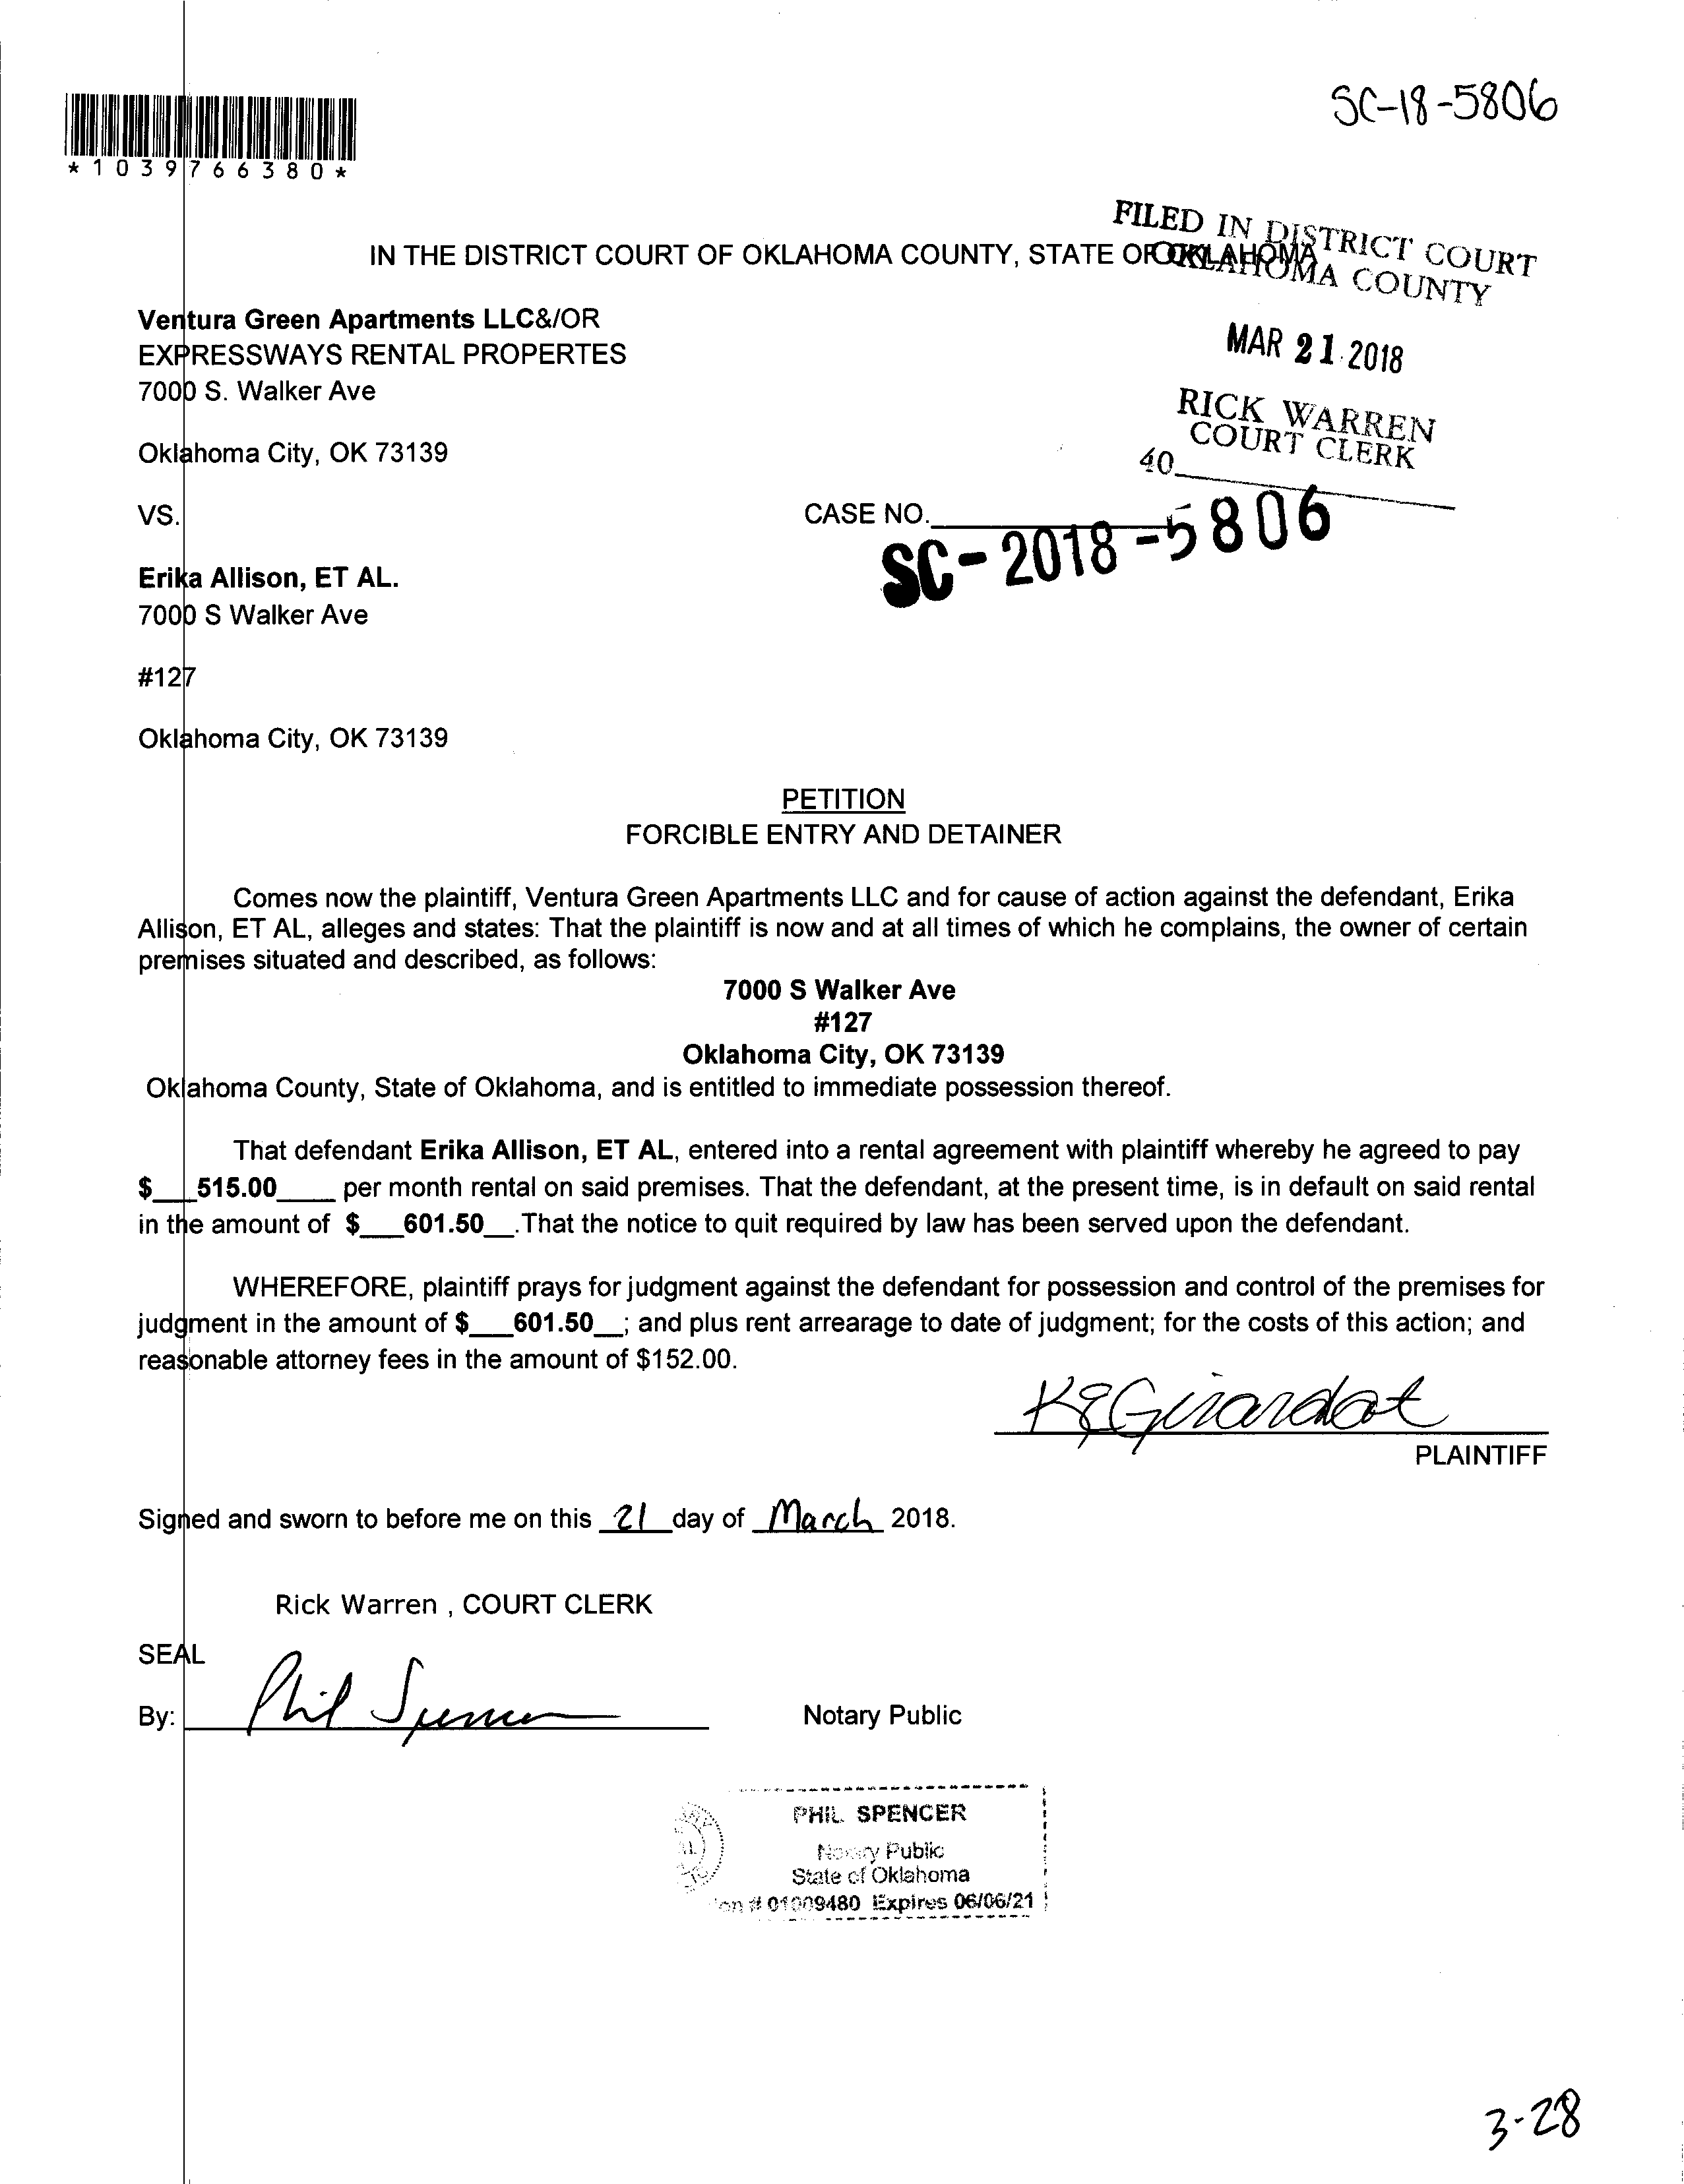 SC-18-5806
*1039766380*
FILED IN DISTRICT COURT
OKLAHOMA COUNTY
IN THE DISTRICT COURT OF OKLAHOMA COUNTY, STATE OF OKLAHOMA
Ventura Green Apartments LLC&/OR
EXPRESSWAYS RENTAL PROPERTES
7000 S. Walker Ave
MAR 21 2018
RICK WARREN
COURT CLERK
Oklahoma City, OK 73139
40
VS.
CASE NO.
SC-2018-5806
Erika Allison, ET AL.
7000 S Walker Ave
#127
Oklahoma City, OK 73139
PETITION
FORCIBLE ENTRY AND DETAINER
Comes now the plaintiff, Ventura Green Apartments LLC and for cause of action against the defendant, Erika
Allison, ET AL, alleges and states: That the plaintiff is now and at all times of which he complains, the owner of certain
premises situated and described, as follows:
7000 S Walker Ave
#127
Oklahoma City, OK 73139
Oklahoma County, State of Oklahoma, and is entitled to immediate possession thereof.
That defendant Erika Allison, ET AL, entered into a rental agreement with plaintiff whereby he agreed to pay
$___515.00____ per month rental on said premises. That the defendant, at the present time, is in default on said rental
in the amount of $___601.50__.That the notice to quit required by law has been served upon the defendant.
WHEREFORE, plaintiff prays for judgment against the defendant for possession and control of the premises for
judgment in the amount of $___601.50__; and plus rent arrearage to date of judgment; for the costs of this action; and
reasonable attorney fees in the amount of $152.00.
KEGirardat
PLAINTIFF
Signed and sworn to before me on this 21 day of March 2018.
Rick Warren , COURT CLERK
SEAL
By: Phil Spencer
Notary Public
PHIL SPENCER
Notary Public
State of Oklahoma
on # 01009480 Expires 06/06/21
3-28